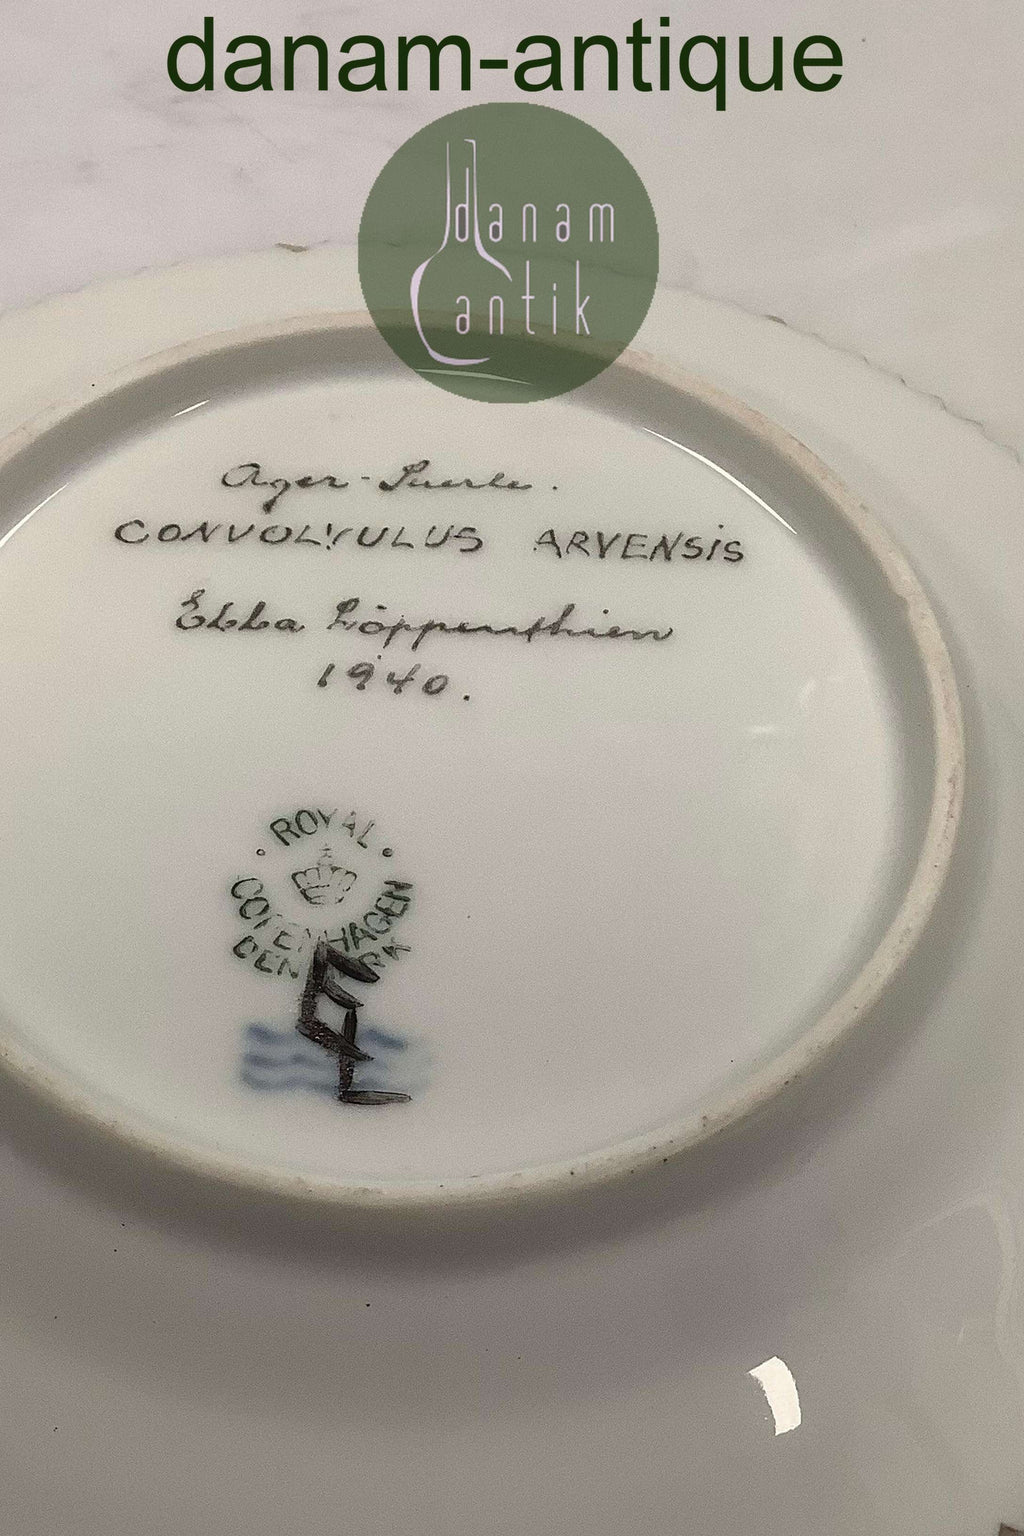 danam-antique
danam
antik
Ager-Snerle.
CONVOLVULUS ARVENSIS
Ebba Löppenthien
1940.
ROYAL
COPENHAGEN
DENMARK